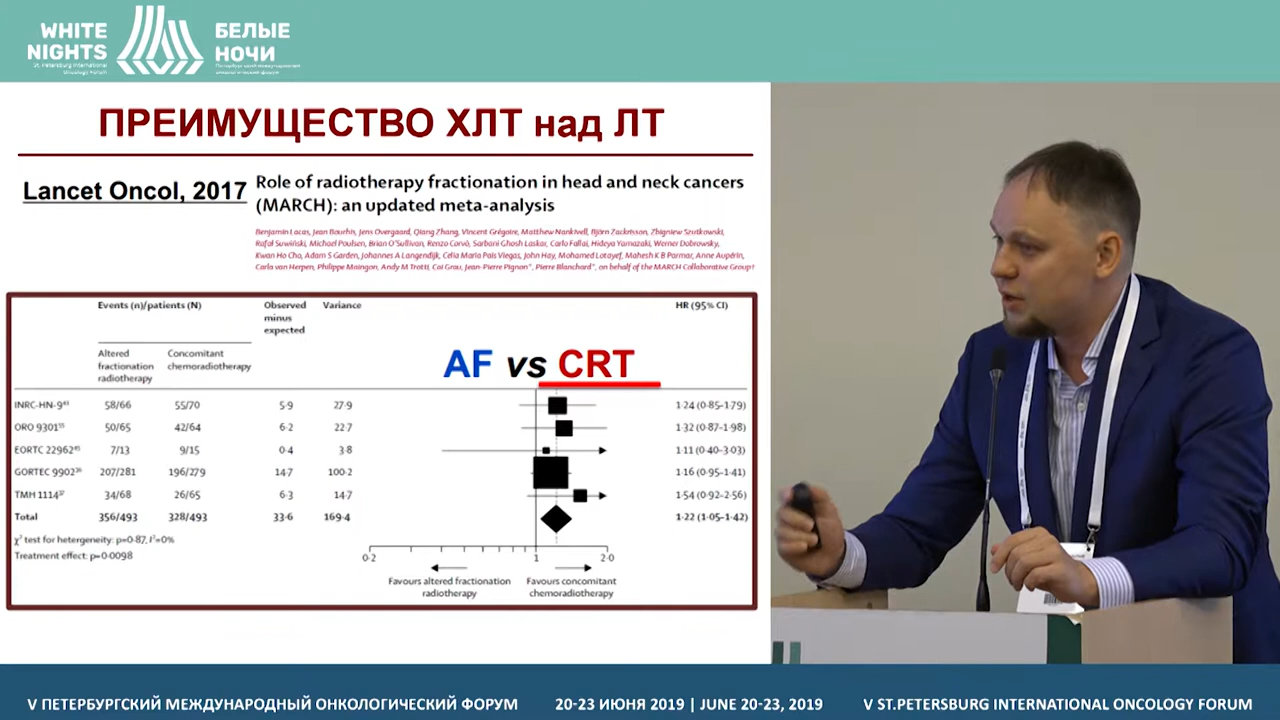 WHITE
NIGHTS
St. Petersburg International
Oncology Forum
БЕЛЫЕ
НОЧИ
Петербургский международный
онкологический форум
ПРЕИМУЩЕСТВО ХЛТ над ЛТ
Lancet Oncol, 2017
Role of radiotherapy fractionation in head and neck cancers
(MARCH): an updated meta-analysis
Benjamin Lacas, Jean Bourhis, Jens Overgaard, Qiang Zhang, Vincent Grégoire, Matthew Nankivell, Björn Zackrisson, Zbigniew Szutkowski,
Rafał Suwiński, Michael Poulsen, Brian O'Sullivan, Renzo Corvò, Sarbani Ghosh Laskar, Carlo Fallai, Hideya Yamazaki, Werner Dobrowsky,
Kwan Ho Cho, Adam S Garden, Johannes A Langendijk, Celia Maria Pais Viegas, John Hay, Mohamed Lotayef, Mahesh K B Parmar, Anne Aupérin,
Carla van Herpen, Philippe Maingon, Andy M Trotti, Cai Grau, Jean-Pierre Pignon*, Pierre Blanchard*, on behalf of the MARCH Collaborative Group†
Events (n)/patients (N) Observed minus expected Variance HR (95% CI)
Altered fractionation radiotherapy Concomitant chemoradiotherapy
AF vs CRT
INRC-HN-9 58/66 55/70 5·9 27·9 1·24 (0·85–1·79)
ORO 9301 50/65 42/64 6·2 22·7 1·32 (0·87–1·98)
EORTC 22962 7/13 9/15 0·4 3·8 1·11 (0·40–3·03)
GORTEC 9902 207/281 196/279 14·7 100·2 1·16 (0·95–1·41)
TMH 1114 34/68 26/65 6·3 14·7 1·54 (0·92–2·56)
Total 356/493 328/493 33·6 169·4 1·22 (1·05–1·42)
χ² test for hetergeneity: p=0·87, I²=0%
Treatment effect: p=0·0098
0·2 1 2·0
Favours altered fractionation radiotherapy Favours concomitant chemoradiotherapy
V ПЕТЕРБУРГСКИЙ МЕЖДУНАРОДНЫЙ ОНКОЛОГИЧЕСКИЙ ФОРУМ 20-23 ИЮНЯ 2019 | JUNE 20-23, 2019 V ST.PETERSBURG INTERNATIONAL ONCOLOGY FORUM